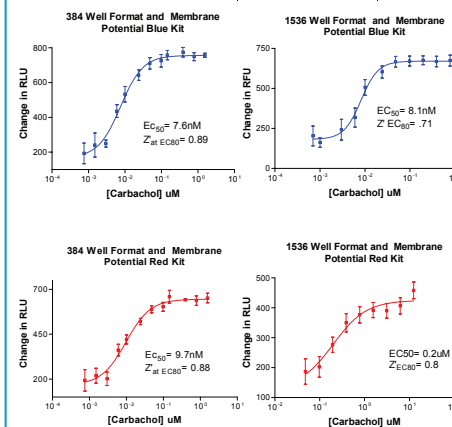 384 Well Format and Membrane
Potential Blue Kit
Change in RLU
800
600
400
200
10-4
10-3
10-2
10-1
100
101
[Carbachol] uM
Ec50= 7.6nM
Z'at EC80= 0.89
1536 Well Format and Membrane
Potential Blue Kit
Change in RFU
750
500
250
0
10-4
10-3
10-2
10-1
[Carbachol] uM
EC50= 8.1nM
Z' EC80= .71
384 Well Format and Membrane
Potential Red Kit
Change in RLU
700
450
200
10-4
10-3
10-2
10-1
100
101
[Carbachol] uM
Ec50= 9.7nM
Z'at EC80= 0.88
1536 Well Format and Membrane
Potential Red Kit
Change in RLU
500
400
300
200
100
10-2
10-1
100
101
[Carbachol] uM
EC50= 0.2uM
Z'EC80= 0.8